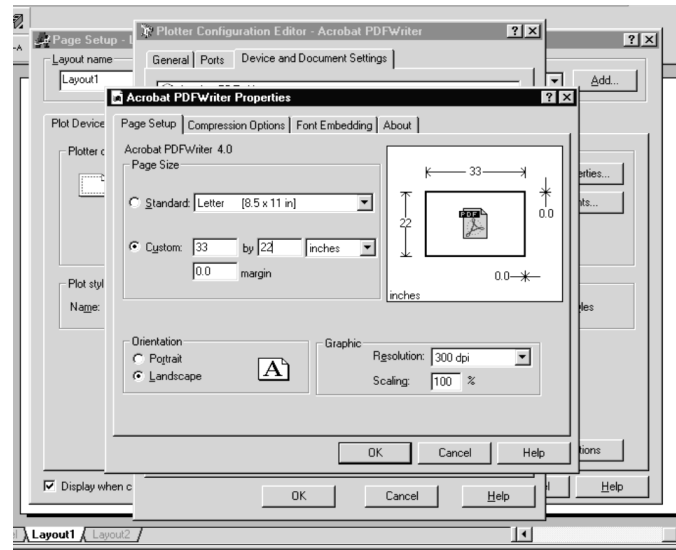 Plotter Configuration Editor - Acrobat PDFWriter
Page Setup - L
Layout name
Layout1
General
Ports
Device and Document Settings
Add...
Acrobat PDFWriter Properties
Plot Device
Page Setup
Compression Options
Font Embedding
About
Plotter c
Acrobat PDFWriter 4.0
Page Size
Standard: Letter [8.5 x 11 in]
Custom: 33 by 22 inches
0.0 margin
33
22
0.0
0.0
PDF
inches
erties...
nts...
Plot styl
Name:
yles
Orientation
Portrait
Landscape
A
Graphic
Resolution: 300 dpi
Scaling: 100 %
OK Cancel Help
tions
Display when c
OK Cancel Help
l
Help
Layout1 Layout2